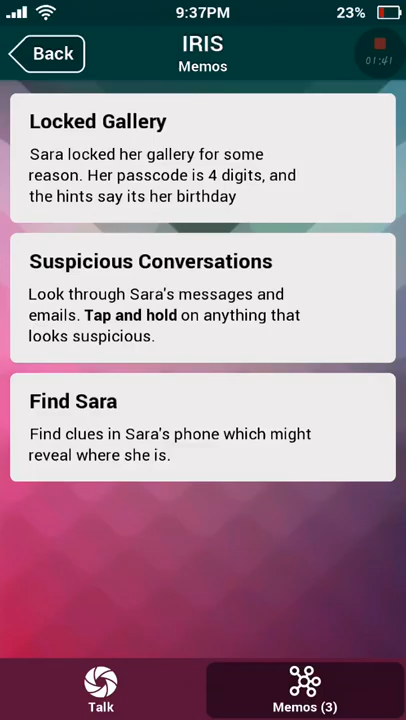 9:37PM
23%
Back
IRIS
Memos
01:41
Locked Gallery
Sara locked her gallery for some
reason. Her passcode is 4 digits, and
the hints say its her birthday
Suspicious Conversations
Look through Sara's messages and
emails. Tap and hold on anything that
looks suspicious.
Find Sara
Find clues in Sara's phone which might
reveal where she is.
Talk
Memos (3)